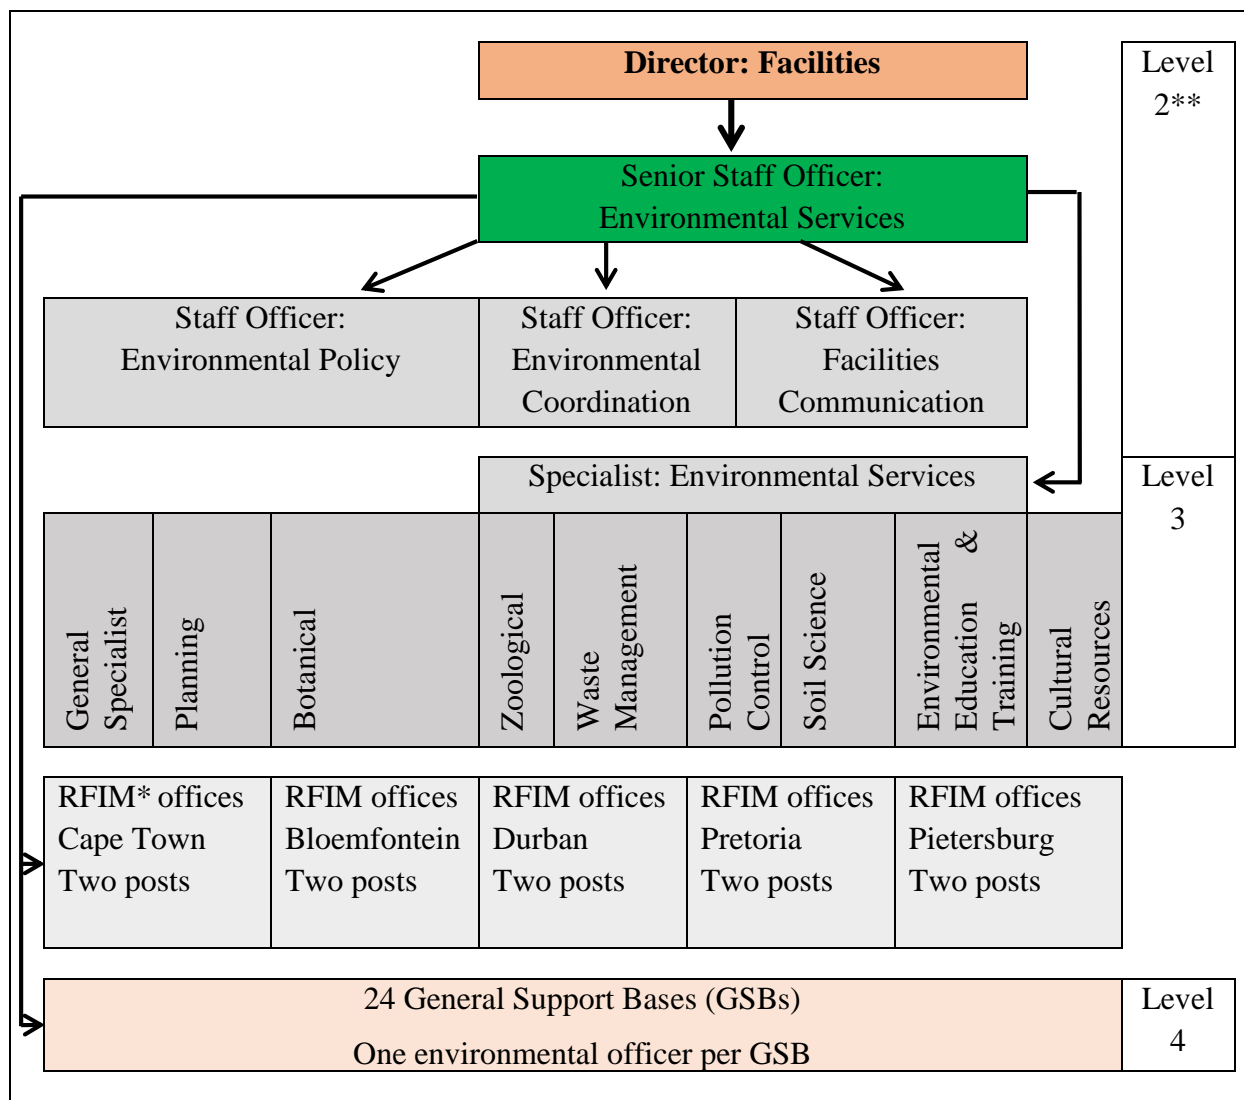 Director: Facilities
Level
2**
Senior Staff Officer:
Environmental Services
Staff Officer:
Environmental Policy
Staff Officer:
Environmental
Coordination
Staff Officer:
Facilities
Communication
Specialist: Environmental Services
Level
3
General
Specialist
Planning
Botanical
Zoological
Waste
Management
Pollution
Control
Soil Science
Environmental
Education &
Training
Cultural
Resources
RFIM* offices
Cape Town
Two posts
RFIM offices
Bloemfontein
Two posts
RFIM offices
Durban
Two posts
RFIM offices
Pretoria
Two posts
RFIM offices
Pietersburg
Two posts
24 General Support Bases (GSBs)
One environmental officer per GSB
Level
4